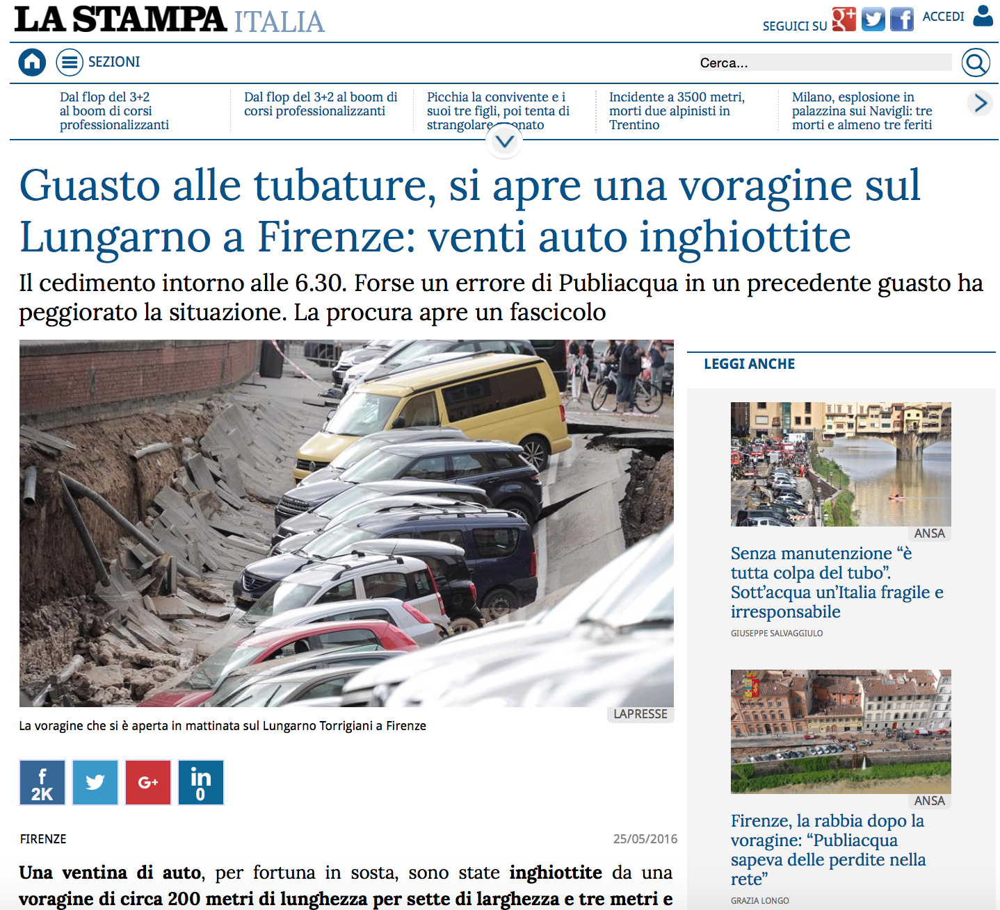 LA STAMPA ITALIA
SEGUICI SU
ACCEDI
SEZIONI
Cerca...
Dal flop del 3+2
al boom di corsi
professionalizzanti
Dal flop del 3+2 al boom di
corsi professionalizzanti
Picchia la convivente e i
suoi tre figli, poi tenta di
strangolare
Incidente a 3500 metri,
morti due alpinisti in
Trentino
Milano, esplosione in
palazzina sui Navigli: tre
morti e almeno tre feriti
Guasto alle tubature, si apre una voragine sul
Lungarno a Firenze: venti auto inghiottite
Il cedimento intorno alle 6.30. Forse un errore di Publiacqua in un precedente guasto ha
peggiorato la situazione. La procura apre un fascicolo
LAPRESSE
La voragine che si è aperta in mattinata sul Lungarno Torrigiani a Firenze
f
2K
G+
in
0
FIRENZE
25/05/2016
Una ventina di auto, per fortuna in sosta, sono state inghiottite da una
voragine di circa 200 metri di lunghezza per sette di larghezza e tre metri e
LEGGI ANCHE
ANSA
Senza manutenzione “è
tutta colpa del tubo”.
Sott’acqua un’Italia fragile e
irresponsabile
GIUSEPPE SALVAGGIULO
ANSA
Firenze, la rabbia dopo la
voragine: “Publiacqua
sapeva delle perdite nella
rete”
GRAZIA LONGO